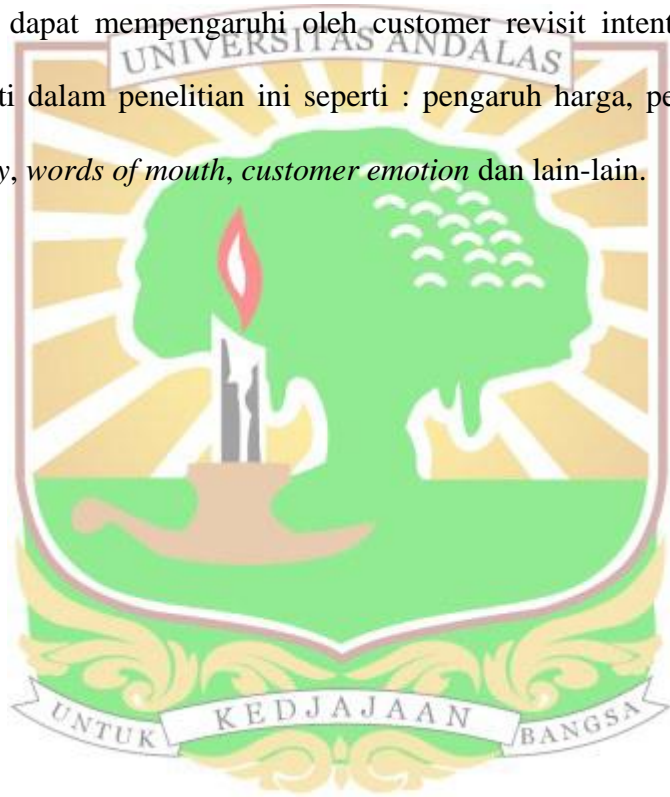 dapat mempengaruhi oleh customer revisit intent
UNIVERSITAS ANDALAS
ti dalam penelitian ini seperti : pengaruh harga, pe
y, words of mouth, customer emotion dan lain-lain.
UNTUK KEDJAJAAN BANGSA